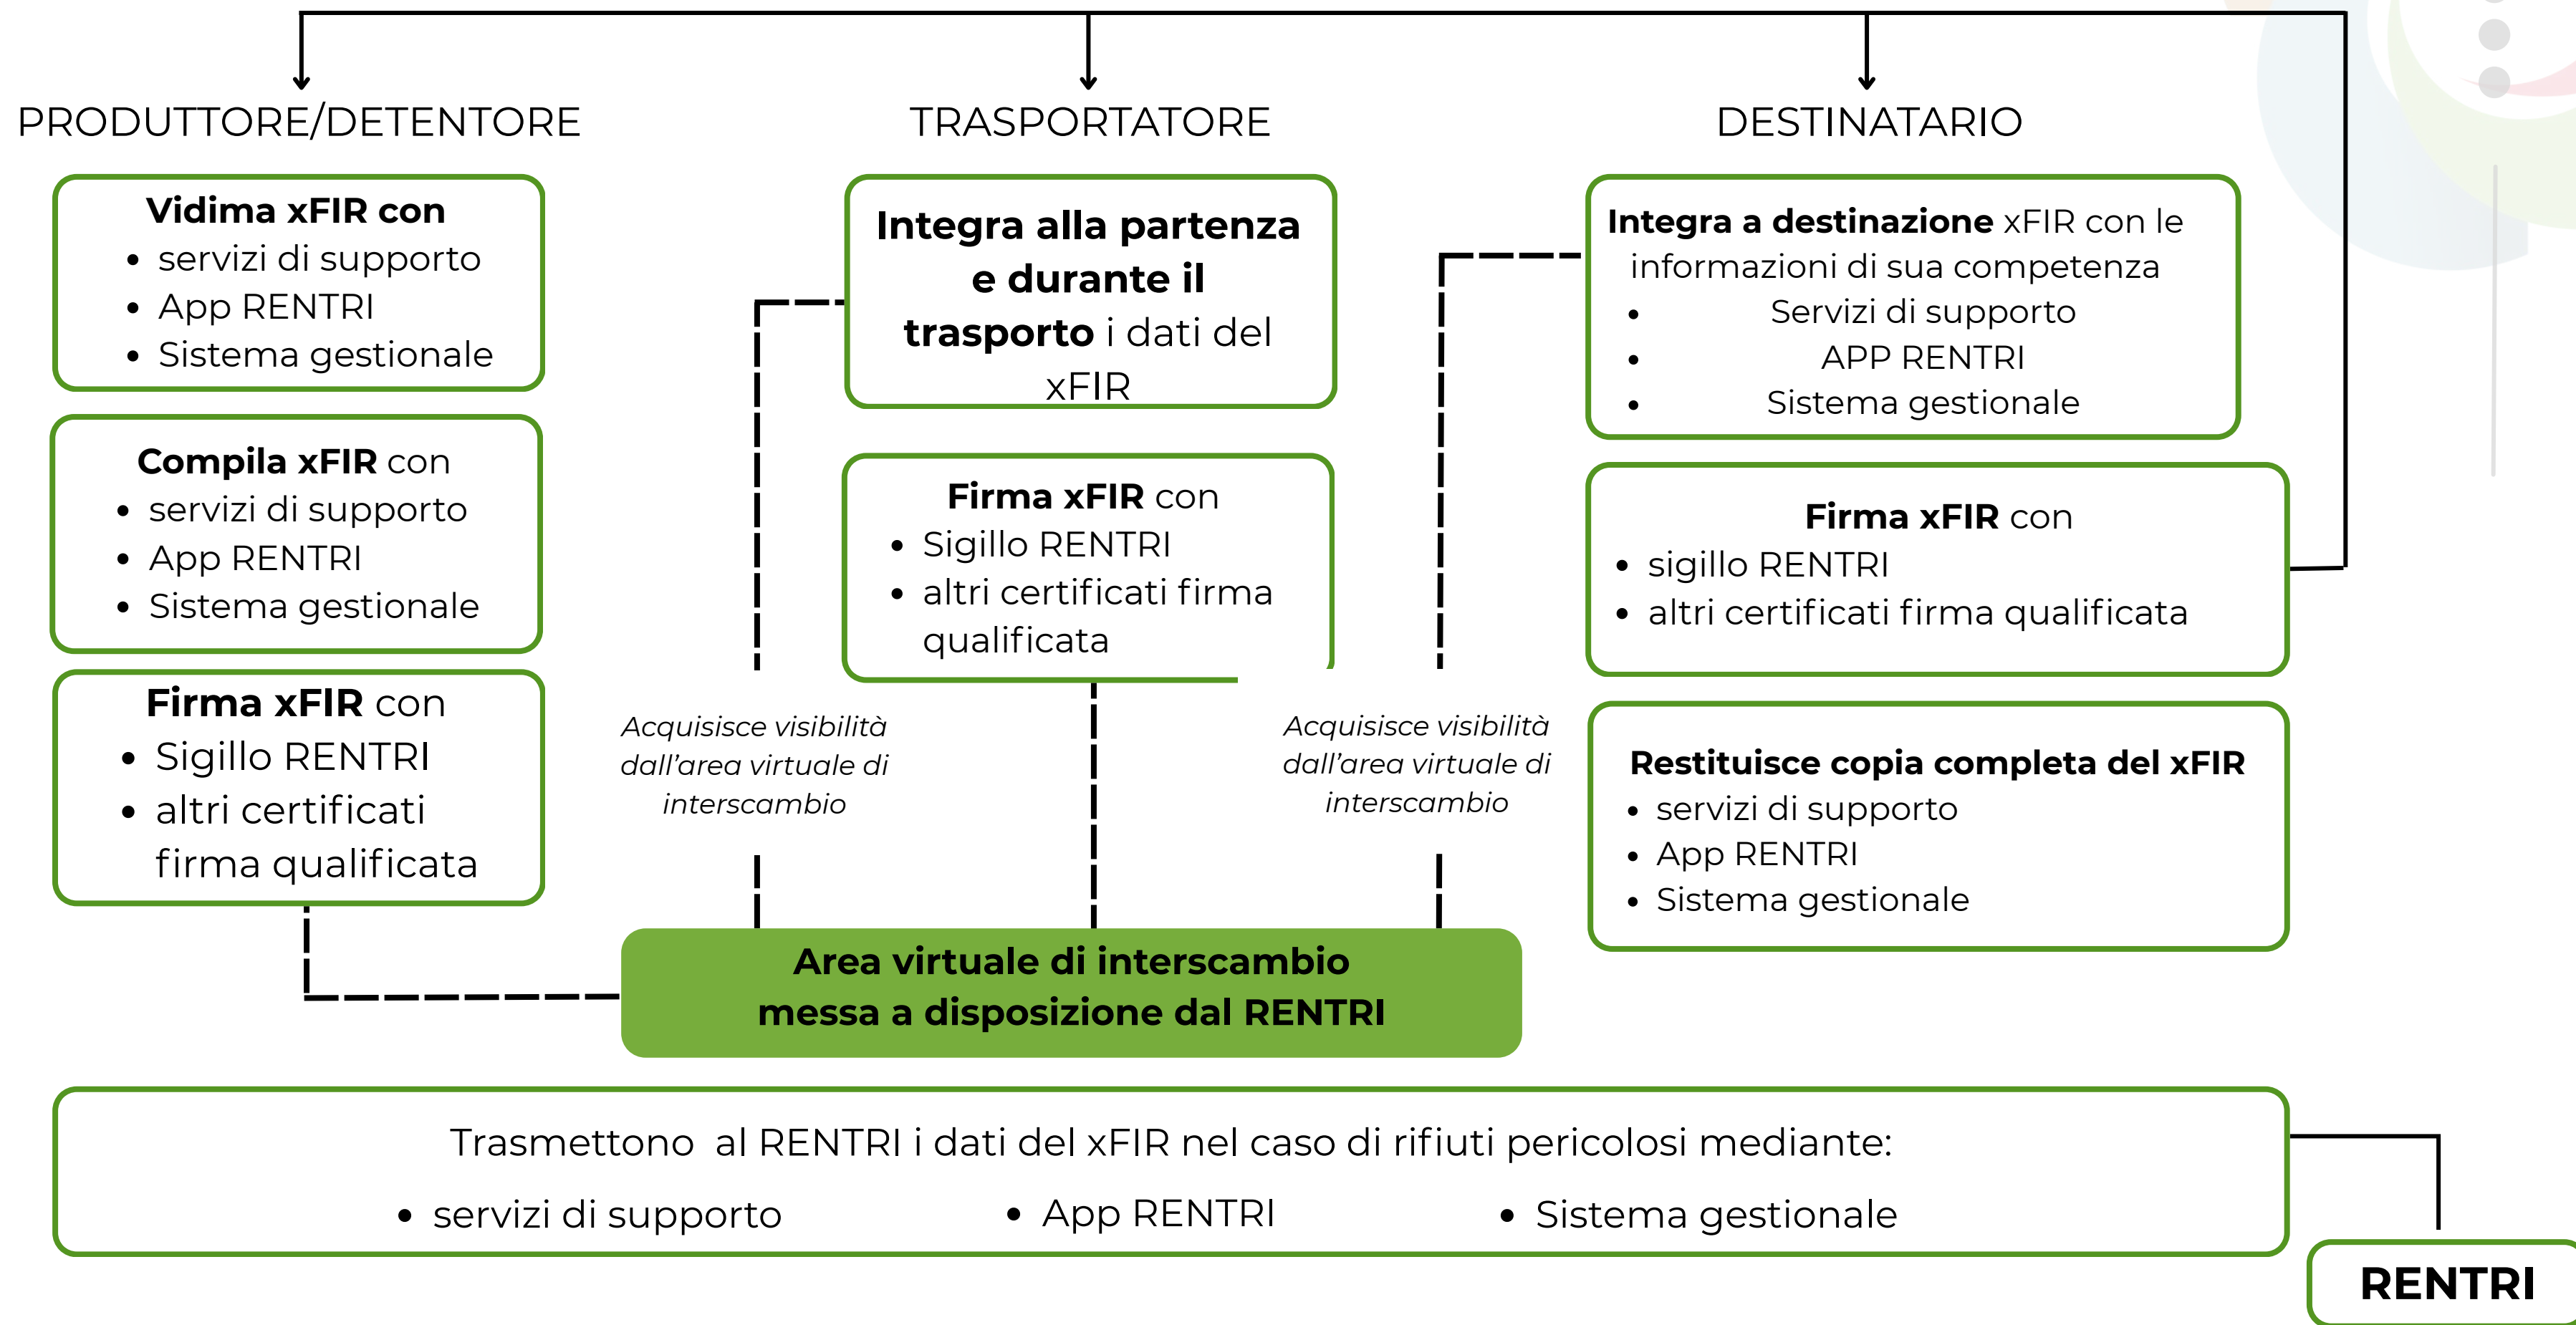 PRODUTTORE/DETENTORE
Vidima xFIR con
• servizi di supporto
• App RENTRI
• Sistema gestionale
Compila xFIR con
• servizi di supporto
• App RENTRI
• Sistema gestionale
Firma xFIR con
• Sigillo RENTRI
• altri certificati
firma qualificata
TRASPORTATORE
Integra alla partenza
e durante il
trasporto i dati del
xFIR
Firma xFIR con
• Sigillo RENTRI
• altri certificati firma
qualificata
Acquisisce visibilità
dall'area virtuale di
interscambio
Acquisisce visibilità
dall'area virtuale di
interscambio
DESTINATARIO
Integra a destinazione xFIR con le
informazioni di sua competenza
• Servizi di supporto
• APP RENTRI
• Sistema gestionale
Firma xFIR con
• sigillo RENTRI
• altri certificati firma qualificata
Restituisce copia completa del xFIR
• servizi di supporto
• App RENTRI
• Sistema gestionale
Area virtuale di interscambio
messa a disposizione dal RENTRI
Trasmettono al RENTRI i dati del xFIR nel caso di rifiuti pericolosi mediante:
• servizi di supporto • App RENTRI • Sistema gestionale
RENTRI